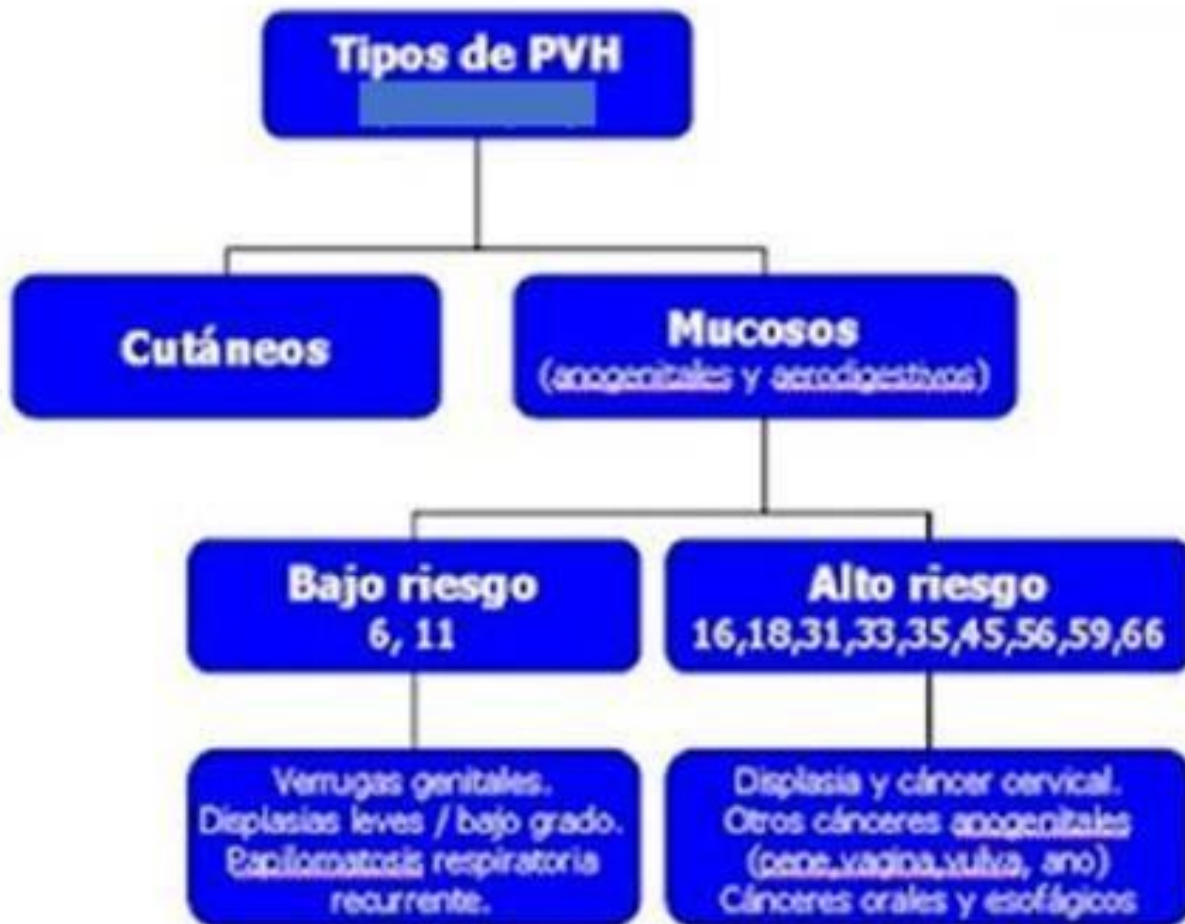 Tipos de PVH
Cutáneos
Mucosos
(anogenitales y aerodigestivos)
Bajo riesgo
6, 11
Alto riesgo
16,18,31,33,35,45,56,59,66
Verrugas genitales.
Displasias leves / bajo grado.
Papilomatosis respiratoria
recurrente.
Displasia y cáncer cervical.
Otros cánceres anogenitales
(pene,vagina,vulva, ano)
Cánceres orales y esofágicos